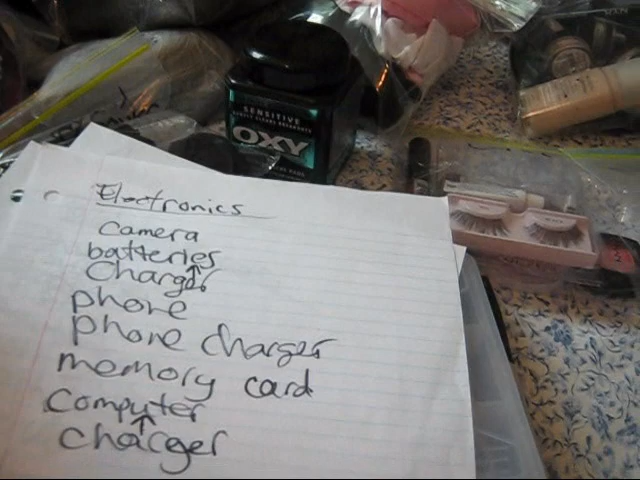 SENSITIVE
OXY
Electronics
camera
batteries
↑
charger
phone
phone charger
memory card
computer
↑
charger